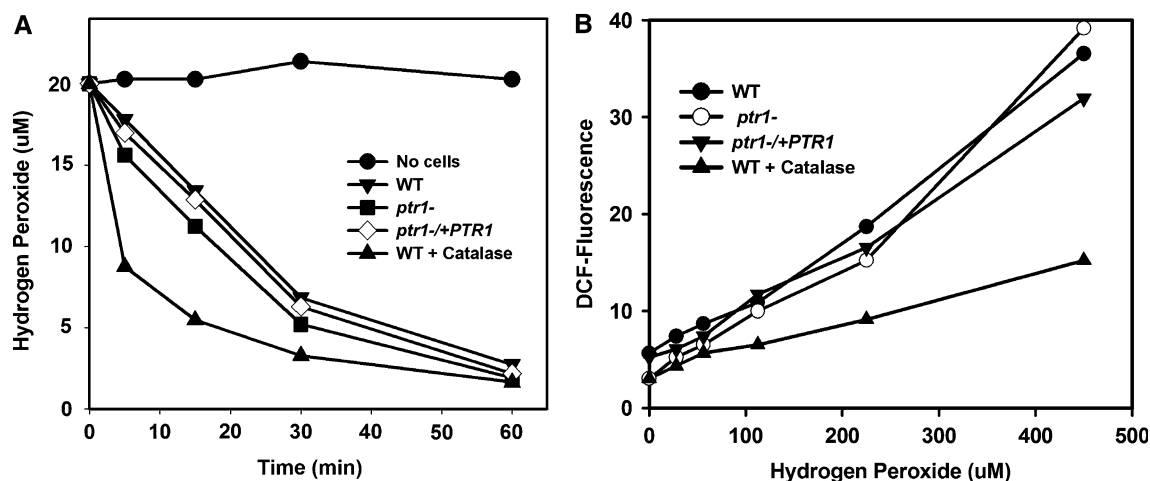 A
Hydrogen Peroxide (uM)
20
15
10
5
0
0 10 20 30 40 50 60
Time (min)
No cells
WT
ptr1-
ptr1-/+PTR1
WT + Catalase
B
DCF-Fluorescence
40
30
20
10
0
0 100 200 300 400 500
Hydrogen Peroxide (uM)
WT
ptr1-
ptr1-/+PTR1
WT + Catalase